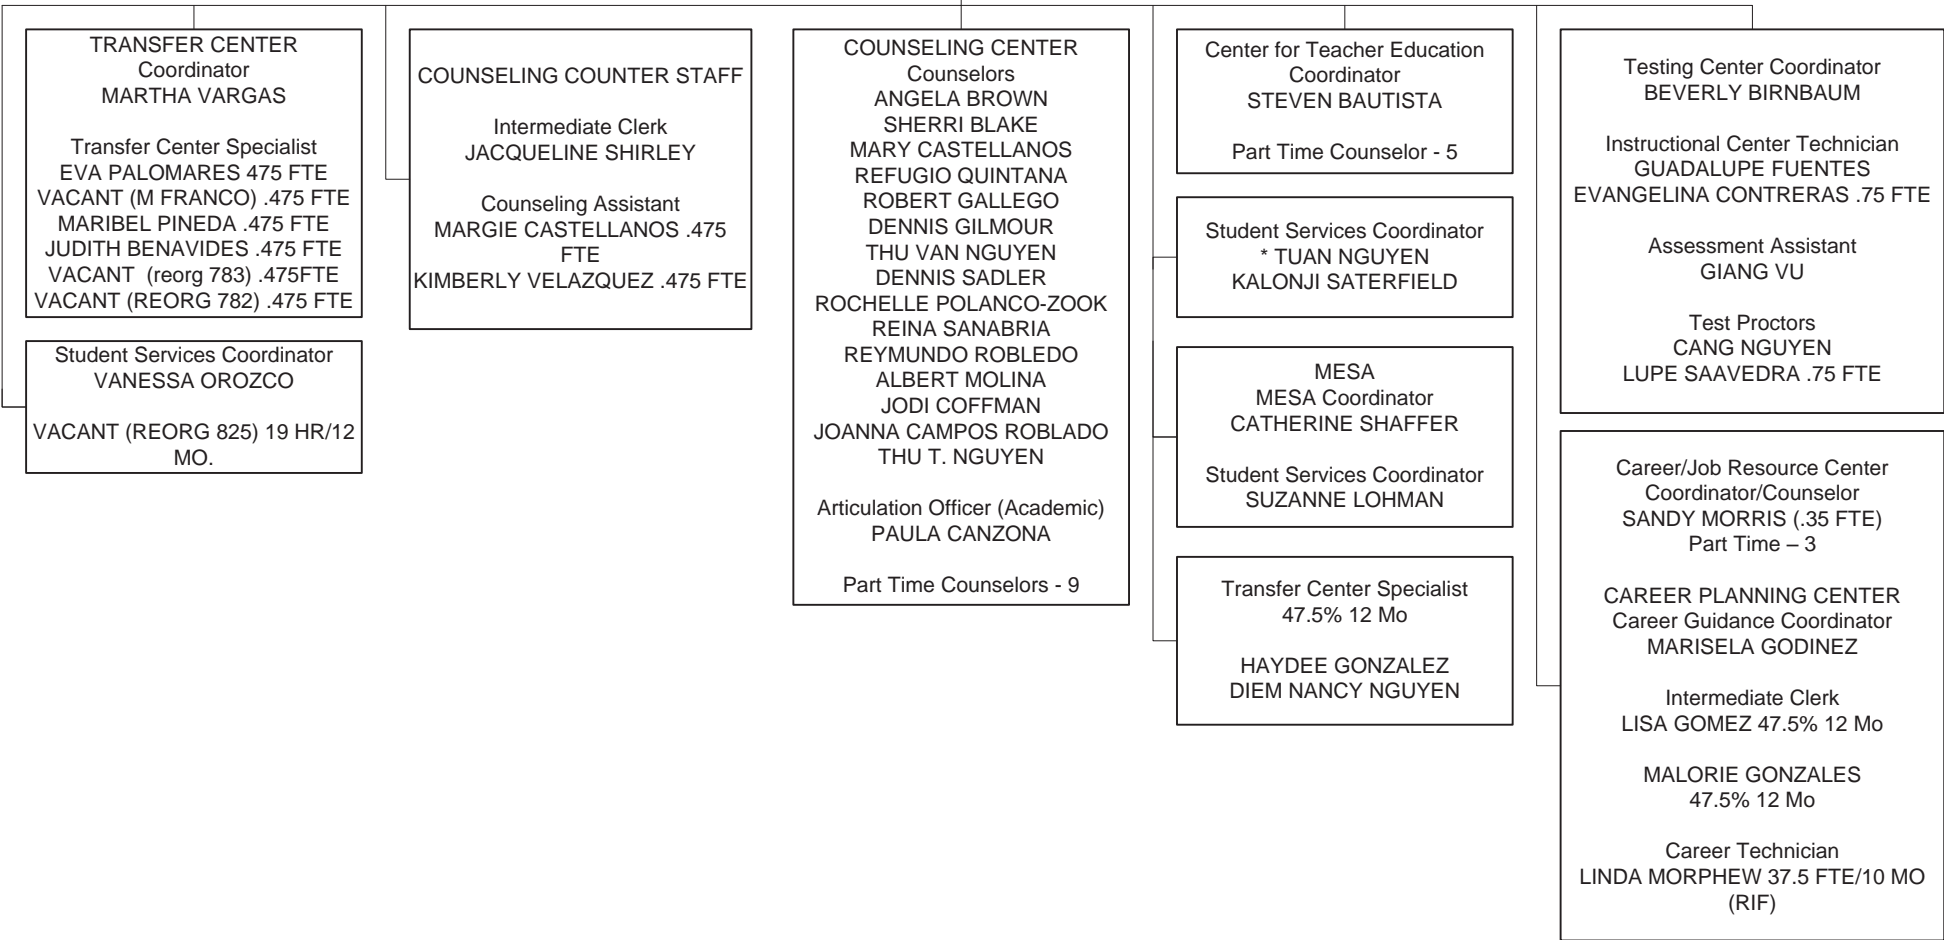 TRANSFER CENTER
Coordinator
MARTHA VARGAS
Transfer Center Specialist
EVA PALOMARES 475 FTE
VACANT (M FRANCO) .475 FTE
MARIBEL PINEDA .475 FTE
JUDITH BENAVIDES .475 FTE
VACANT (reorg 783) .475FTE
VACANT (REORG 782) .475 FTE
Student Services Coordinator
VANESSA OROZCO
VACANT (REORG 825) 19 HR/12
MO.
COUNSELING COUNTER STAFF
Intermediate Clerk
JACQUELINE SHIRLEY
Counseling Assistant
MARGIE CASTELLANOS .475
FTE
KIMBERLY VELAZQUEZ .475 FTE
COUNSELING CENTER
Counselors
ANGELA BROWN
SHERRI BLAKE
MARY CASTELLANOS
REFUGIO QUINTANA
ROBERT GALLEGO
DENNIS GILMOUR
THU VAN NGUYEN
DENNIS SADLER
ROCHELLE POLANCO-ZOOK
REINA SANABRIA
REYMUNDO ROBLEDO
ALBERT MOLINA
JODI COFFMAN
JOANNA CAMPOS ROBLADO
THU T. NGUYEN
Articulation Officer (Academic)
PAULA CANZONA
Part Time Counselors - 9
Center for Teacher Education
Coordinator
STEVEN BAUTISTA
Part Time Counselor - 5
Student Services Coordinator
* TUAN NGUYEN
KALONJI SATERFIELD
MESA
MESA Coordinator
CATHERINE SHAFFER
Student Services Coordinator
SUZANNE LOHMAN
Transfer Center Specialist
47.5% 12 Mo
HAYDEE GONZALEZ
DIEM NANCY NGUYEN
Testing Center Coordinator
BEVERLY BIRNBAUM
Instructional Center Technician
GUADALUPE FUENTES
EVANGELINA CONTRERAS .75 FTE
Assessment Assistant
GIANG VU
Test Proctors
CANG NGUYEN
LUPE SAAVEDRA .75 FTE
Career/Job Resource Center
Coordinator/Counselor
SANDY MORRIS (.35 FTE)
Part Time – 3
CAREER PLANNING CENTER
Career Guidance Coordinator
MARISELA GODINEZ
Intermediate Clerk
LISA GOMEZ 47.5% 12 Mo
MALORIE GONZALES
47.5% 12 Mo
Career Technician
LINDA MORPHEW 37.5 FTE/10 MO
(RIF)